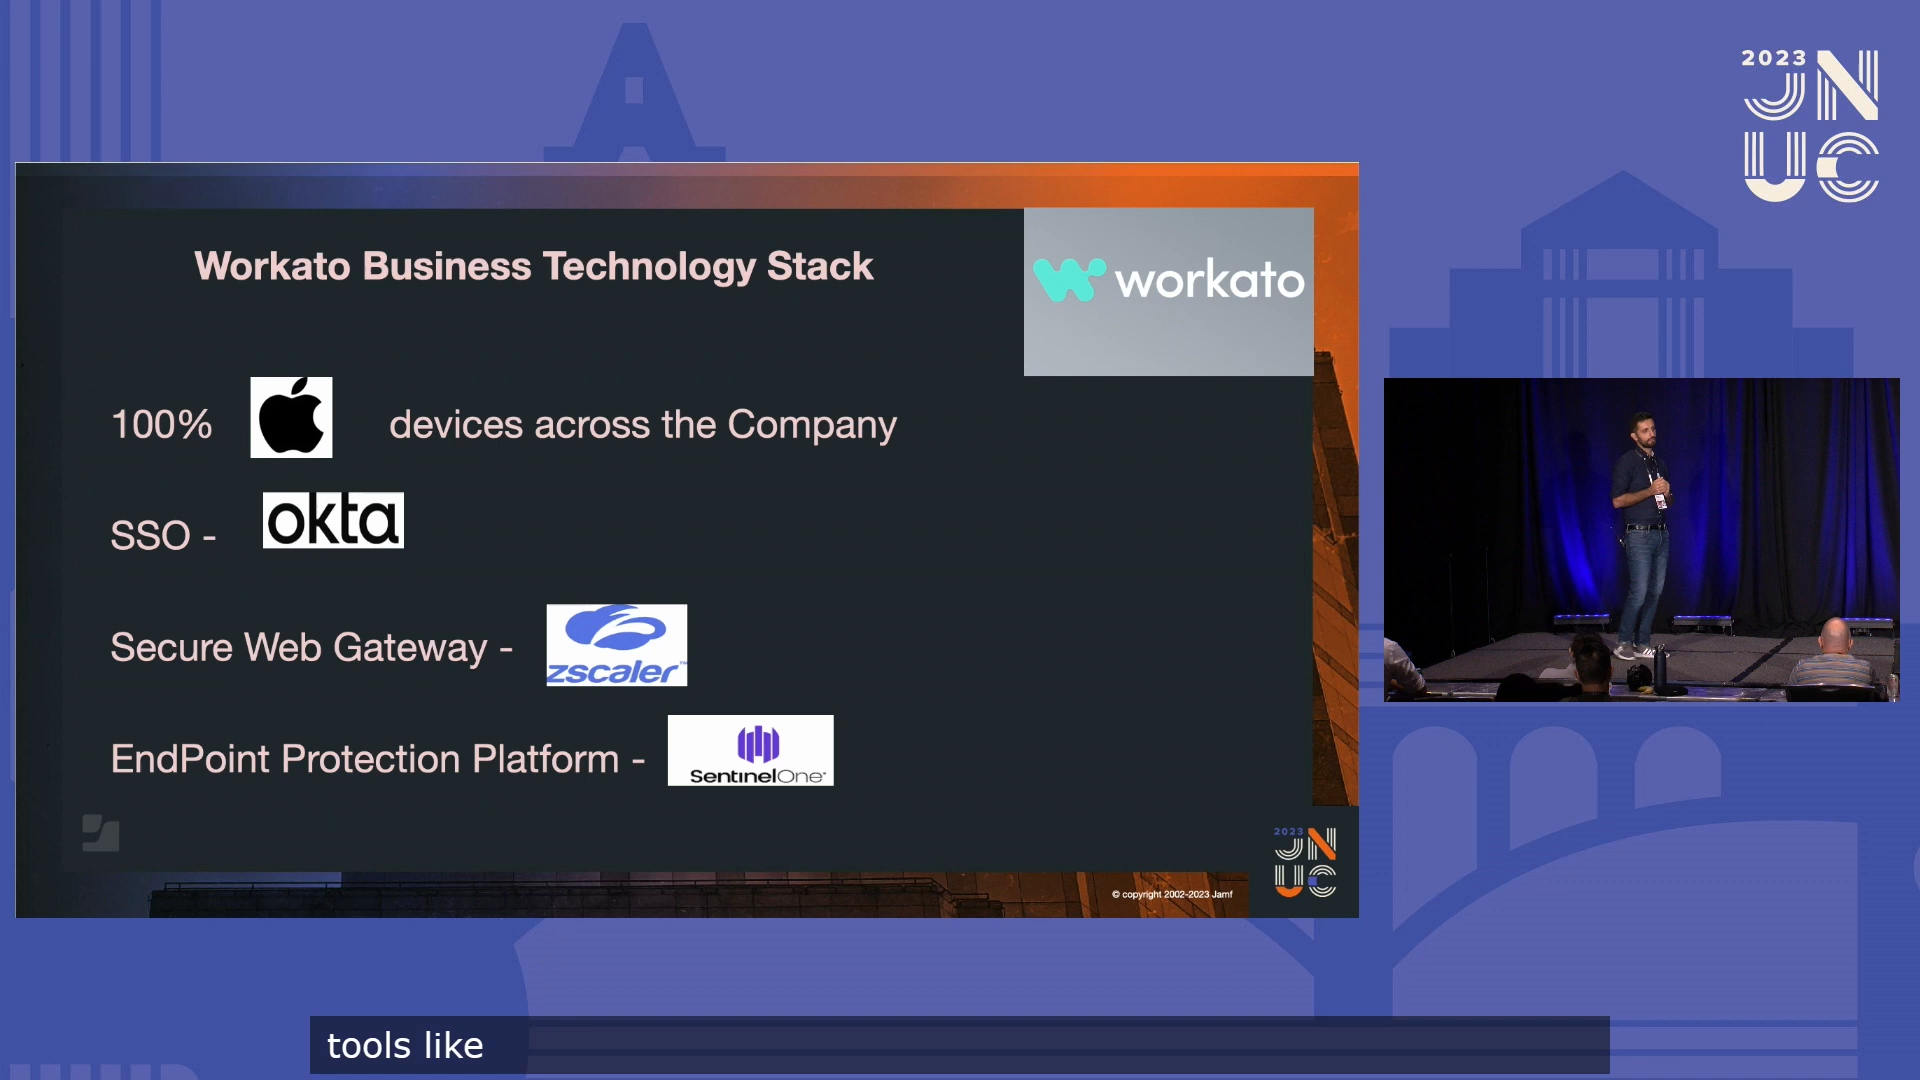 2023
JN
UC
Workato Business Technology Stack
workato
100% devices across the Company
SSO - okta
Secure Web Gateway - zscaler™
EndPoint Protection Platform - SentinelOne
2023
JN
UC
© copyright 2002-2023 Jamf
tools like